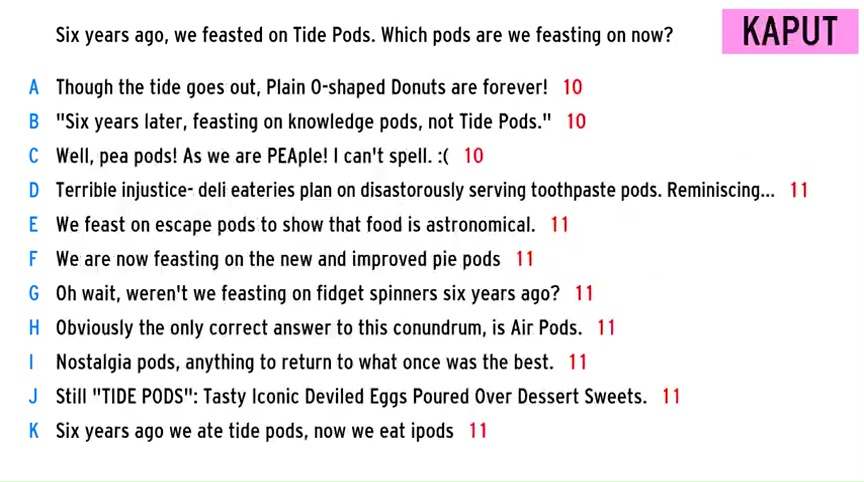 Six years ago, we feasted on Tide Pods. Which pods are we feasting on now?
KAPUT
A Though the tide goes out, Plain O-shaped Donuts are forever! 10
B "Six years later, feasting on knowledge pods, not Tide Pods." 10
C Well, pea pods! As we are PEAple! I can't spell. :( 10
D Terrible injustice- deli eateries plan on disastorously serving toothpaste pods. Reminiscing... 11
E We feast on escape pods to show that food is astronomical. 11
F We are now feasting on the new and improved pie pods 11
G Oh wait, weren't we feasting on fidget spinners six years ago? 11
H Obviously the only correct answer to this conundrum, is Air Pods. 11
I Nostalgia pods, anything to return to what once was the best. 11
J Still "TIDE PODS": Tasty Iconic Deviled Eggs Poured Over Dessert Sweets. 11
K Six years ago we ate tide pods, now we eat ipods 11